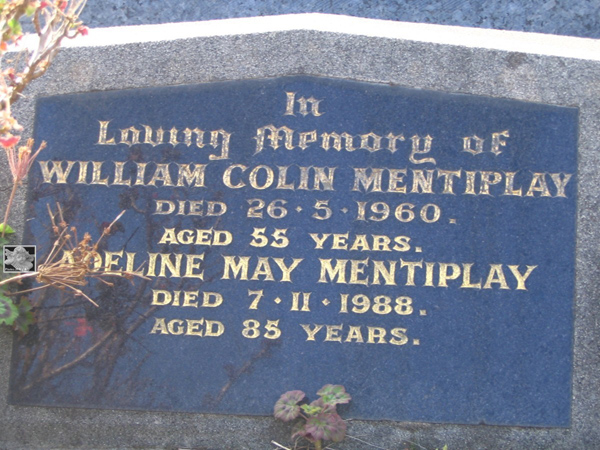 In
Loving Memory of
WILLIAM COLIN MENTIPLAY
DIED 26·5·1960.
AGED 55 YEARS.
ADELINE MAY MENTIPLAY
DIED 7·11·1988.
AGED 85 YEARS.